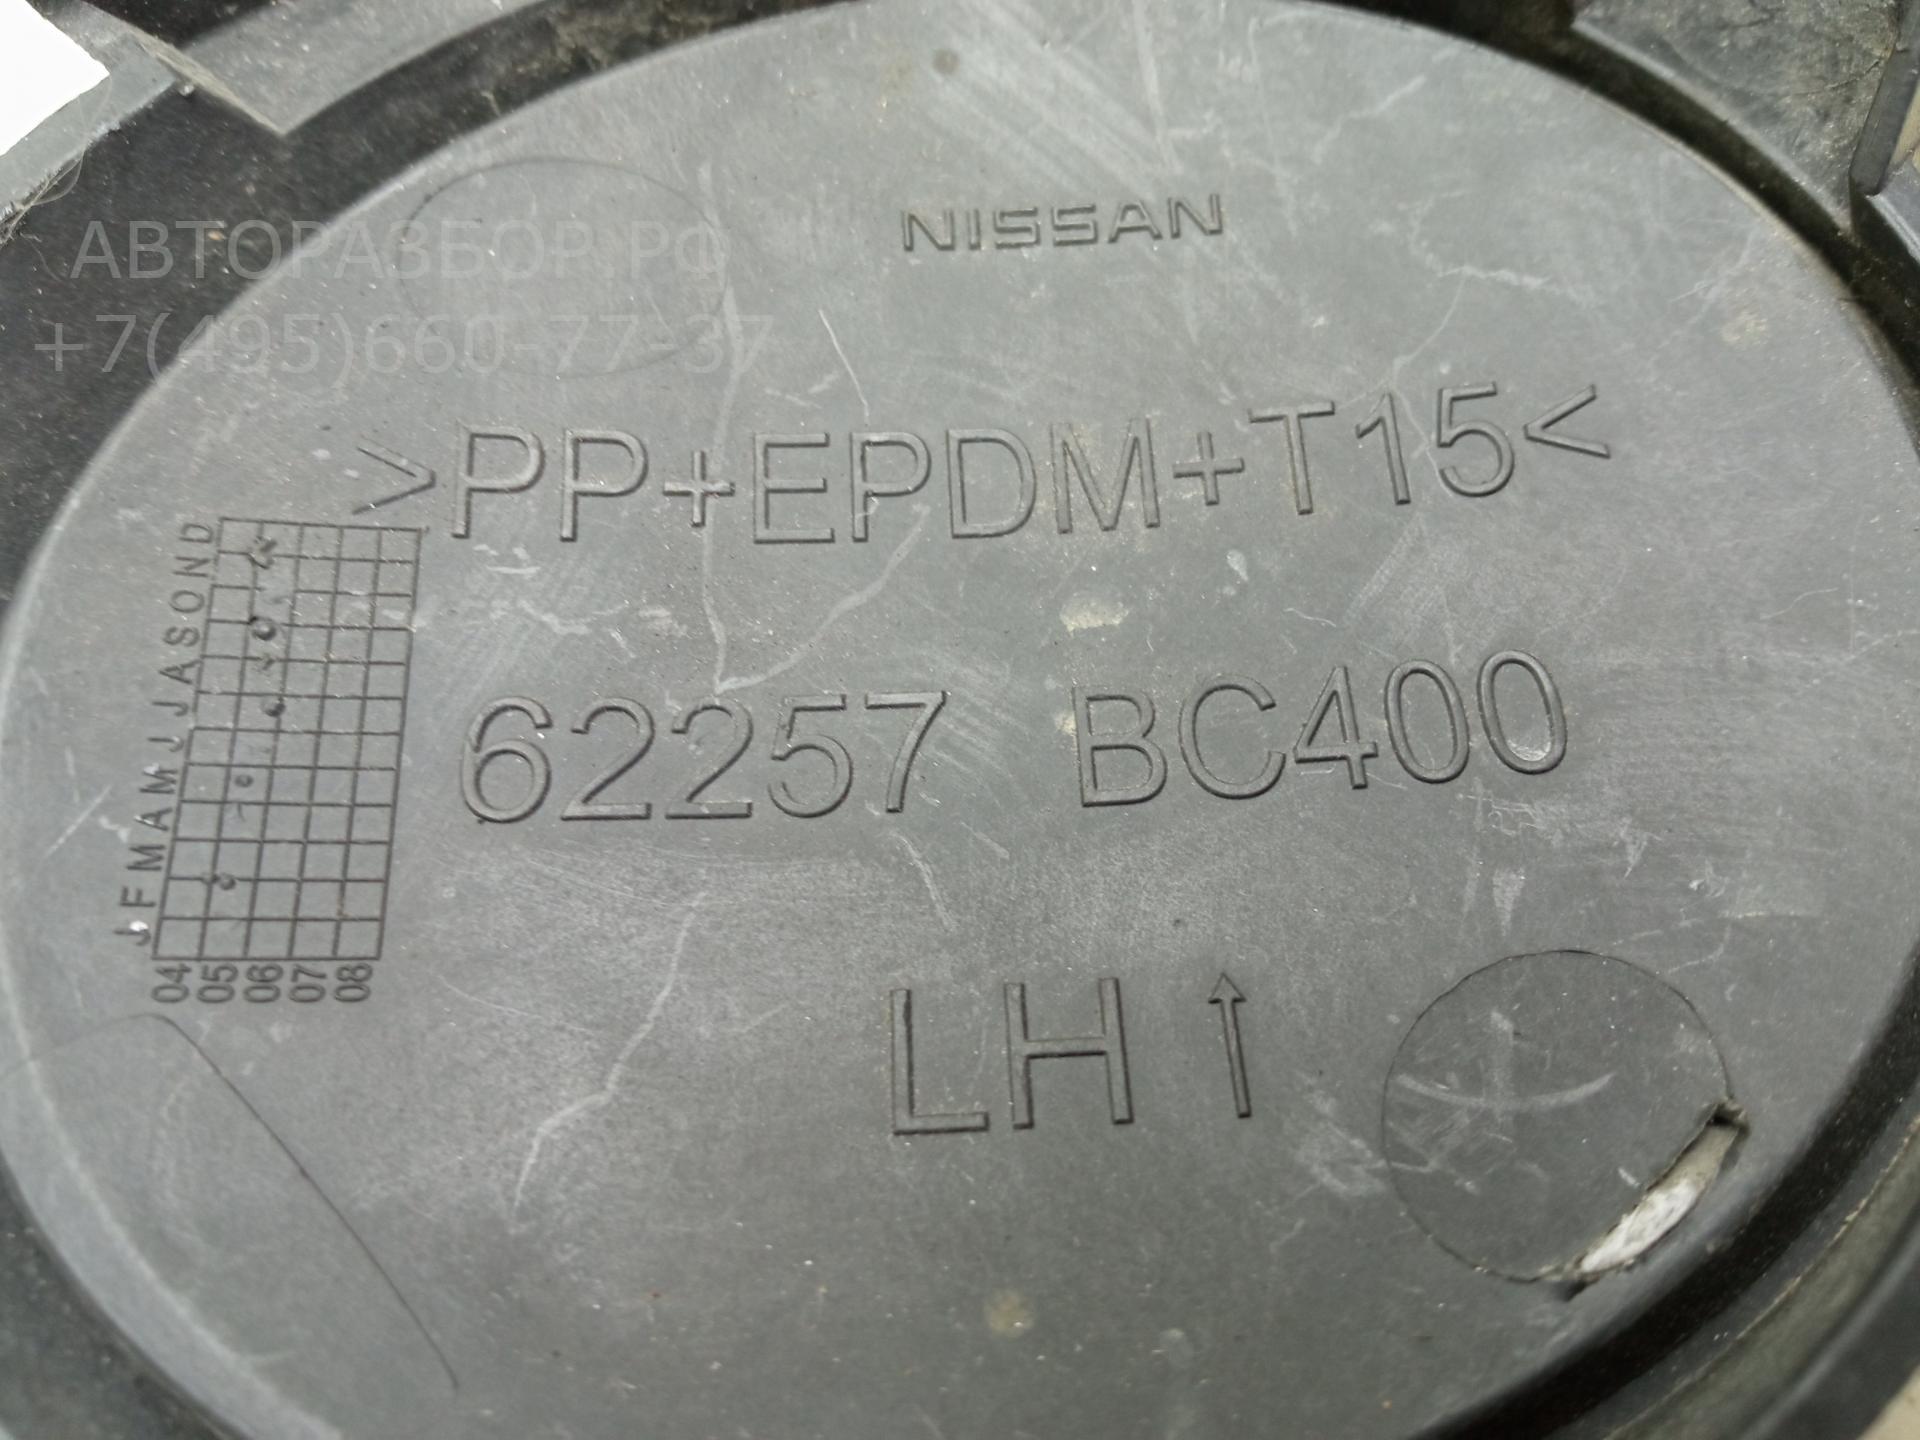 NISSAN
АВТОРАЗБОР.РФ
+7(495)660-77-37
>PP+EPDM+T15<
J F M A M J J A S O N D
62257 BC400
04 05 06 07 08
LH ↑